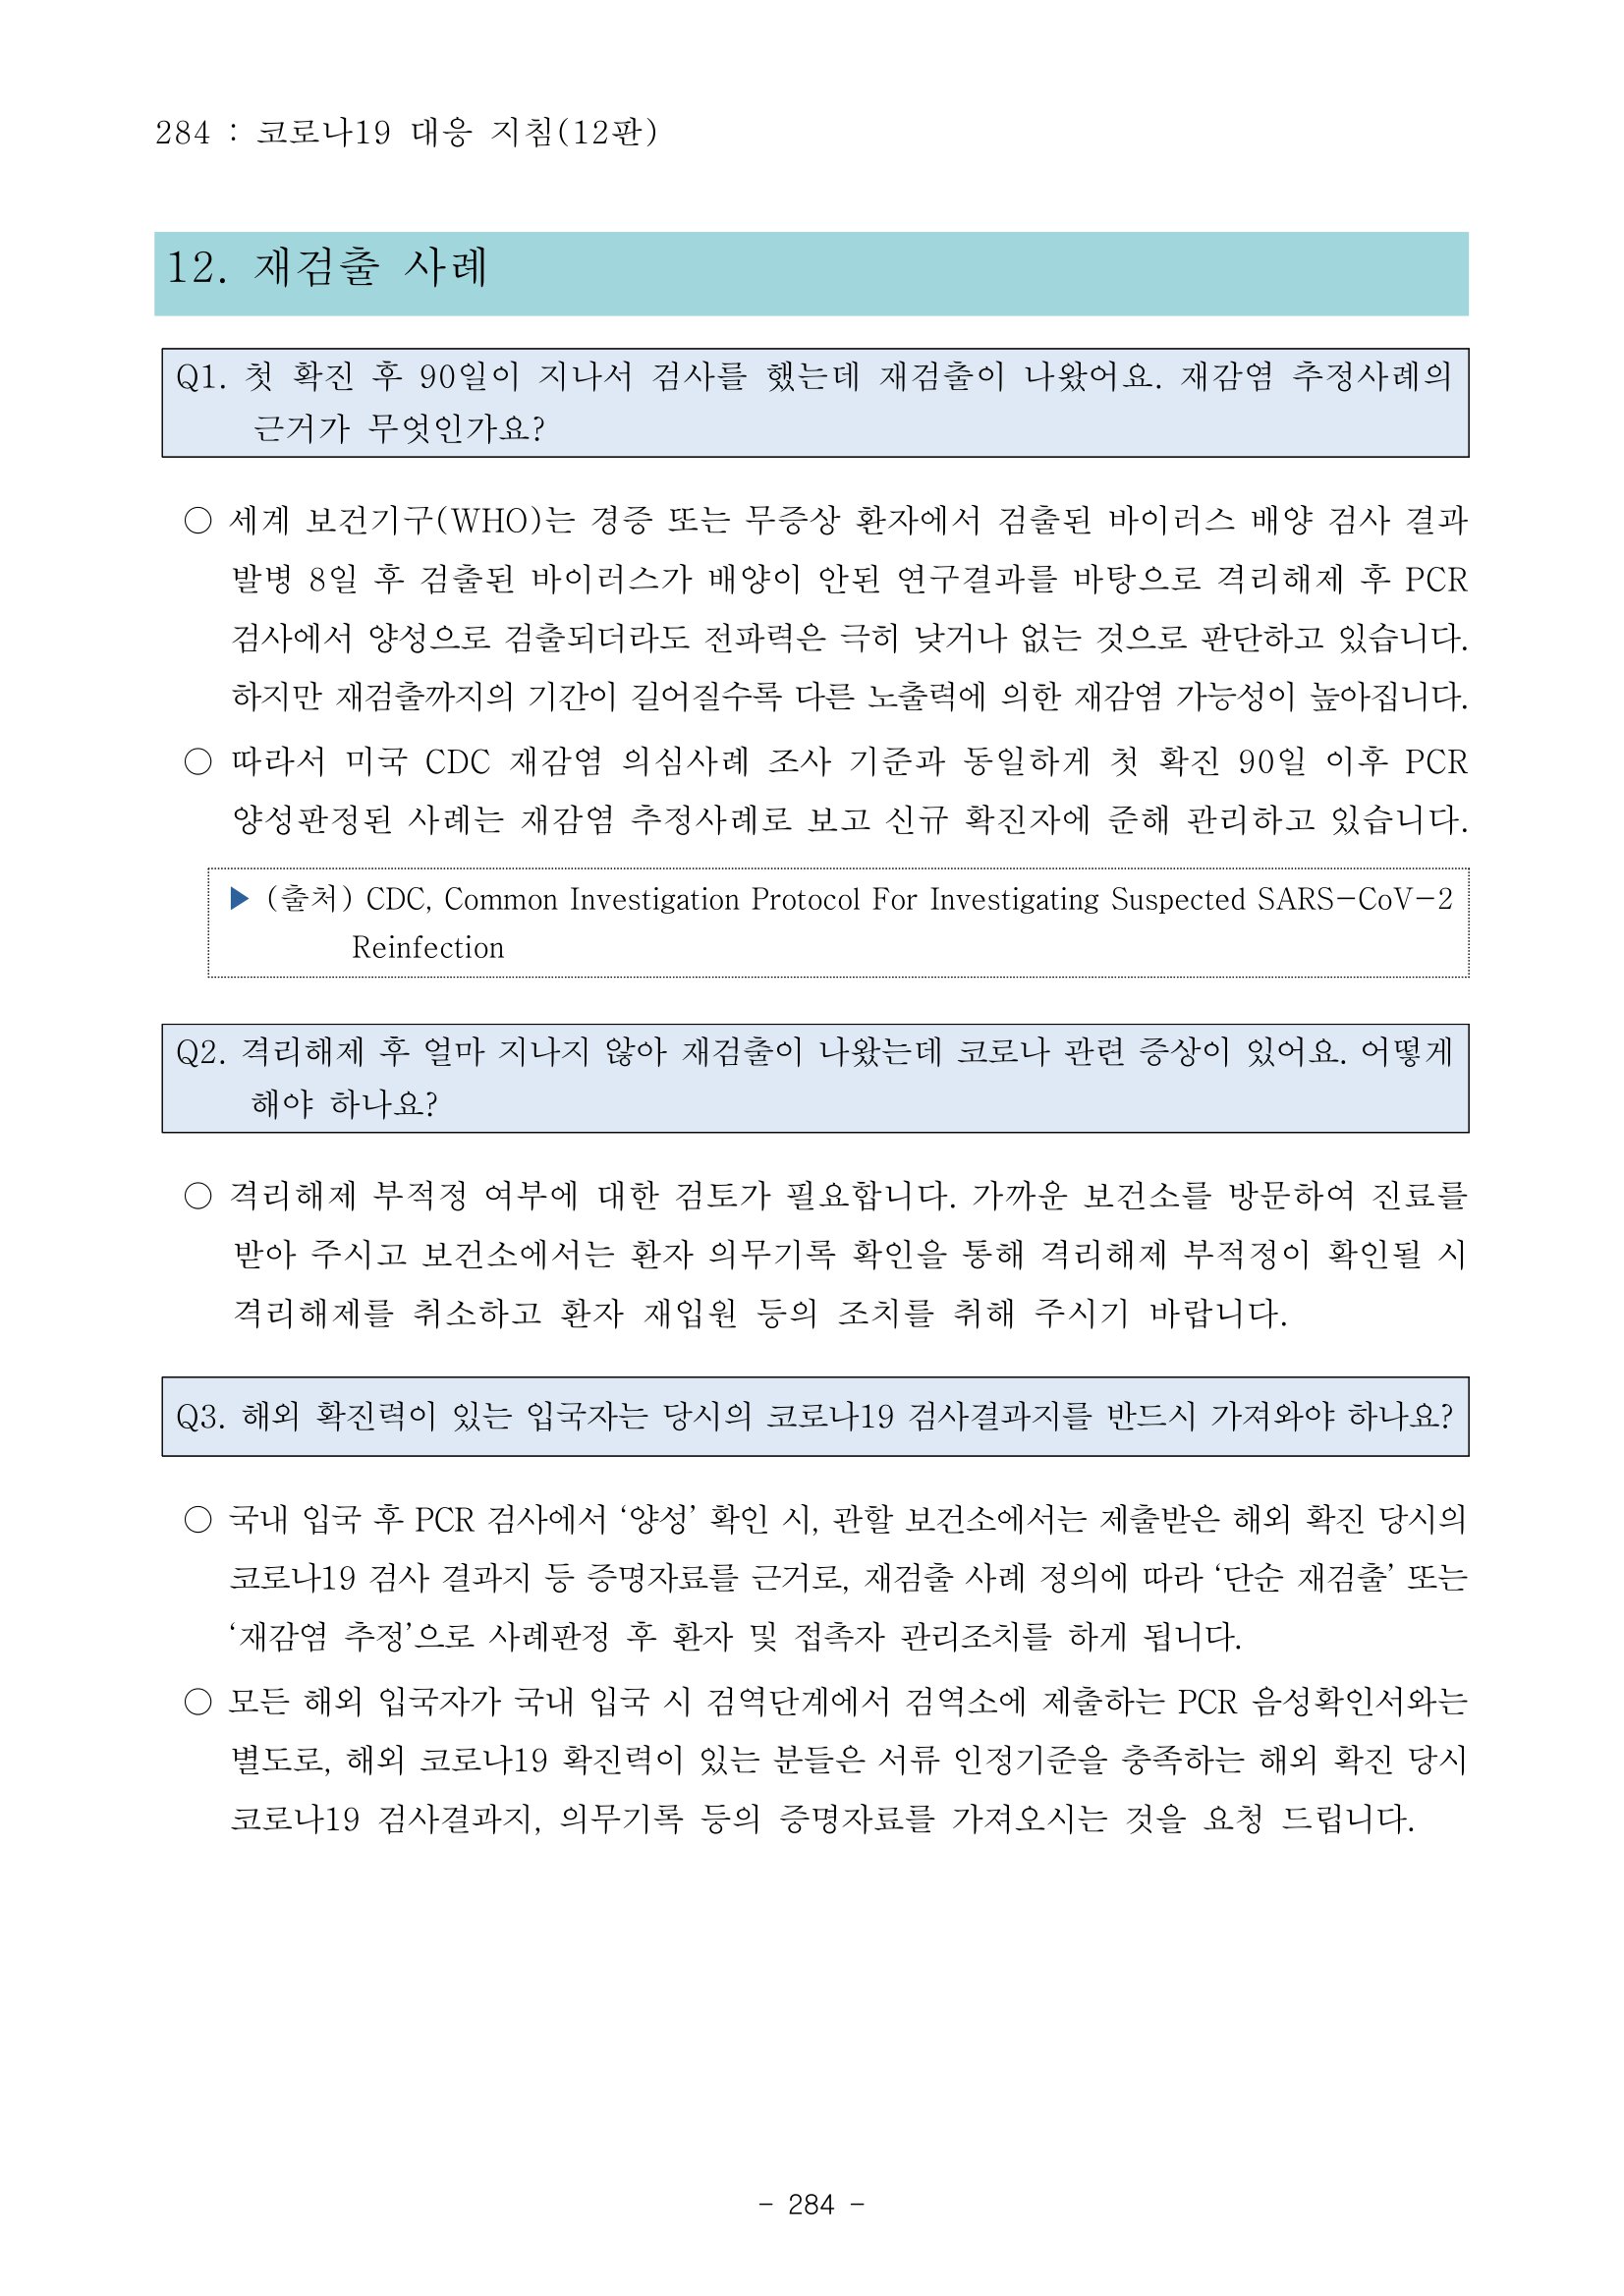 284 : 코로나19 대응 지침(12판)
12. 재검출 사례
Q1. 첫 확진 후 90일이 지나서 검사를 했는데 재검출이 나왔어요. 재감염 추정사례의
근거가 무엇인가요?
○ 세계 보건기구(WHO)는 경증 또는 무증상 환자에서 검출된 바이러스 배양 검사 결과
발병 8일 후 검출된 바이러스가 배양이 안된 연구결과를 바탕으로 격리해제 후 PCR
검사에서 양성으로 검출되더라도 전파력은 극히 낮거나 없는 것으로 판단하고 있습니다.
하지만 재검출까지의 기간이 길어질수록 다른 노출력에 의한 재감염 가능성이 높아집니다.
○ 따라서 미국 CDC 재감염 의심사례 조사 기준과 동일하게 첫 확진 90일 이후 PCR
양성판정된 사례는 재감염 추정사례로 보고 신규 확진자에 준해 관리하고 있습니다.
▶ (출처) CDC, Common Investigation Protocol For Investigating Suspected SARS-CoV-2
Reinfection
Q2. 격리해제 후 얼마 지나지 않아 재검출이 나왔는데 코로나 관련 증상이 있어요. 어떻게
해야 하나요?
○ 격리해제 부적정 여부에 대한 검토가 필요합니다. 가까운 보건소를 방문하여 진료를
받아 주시고 보건소에서는 환자 의무기록 확인을 통해 격리해제 부적정이 확인될 시
격리해제를 취소하고 환자 재입원 등의 조치를 취해 주시기 바랍니다.
Q3. 해외 확진력이 있는 입국자는 당시의 코로나19 검사결과지를 반드시 가져와야 하나요?
○ 국내 입국 후 PCR 검사에서 ‘양성’ 확인 시, 관할 보건소에서는 제출받은 해외 확진 당시의
코로나19 검사 결과지 등 증명자료를 근거로, 재검출 사례 정의에 따라 ‘단순 재검출’ 또는
‘재감염 추정’으로 사례판정 후 환자 및 접촉자 관리조치를 하게 됩니다.
○ 모든 해외 입국자가 국내 입국 시 검역단계에서 검역소에 제출하는 PCR 음성확인서와는
별도로, 해외 코로나19 확진력이 있는 분들은 서류 인정기준을 충족하는 해외 확진 당시
코로나19 검사결과지, 의무기록 등의 증명자료를 가져오시는 것을 요청 드립니다.
- 284 -